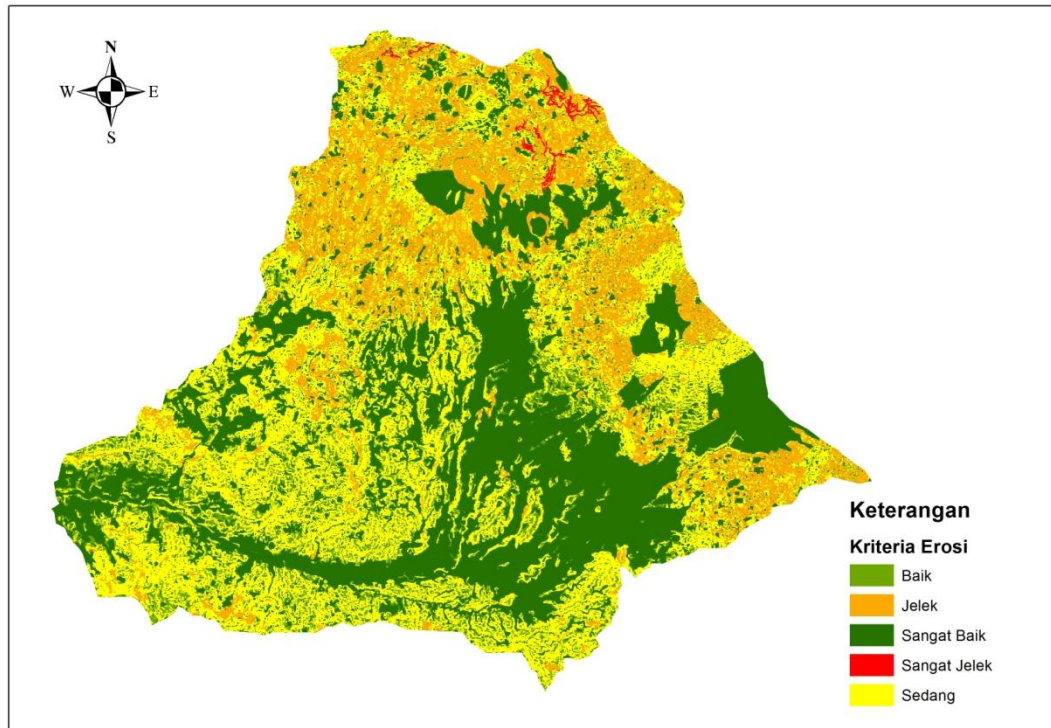 N
W E
S
Keterangan
Kriteria Erosi
Baik
Jelek
Sangat Baik
Sangat Jelek
Sedang